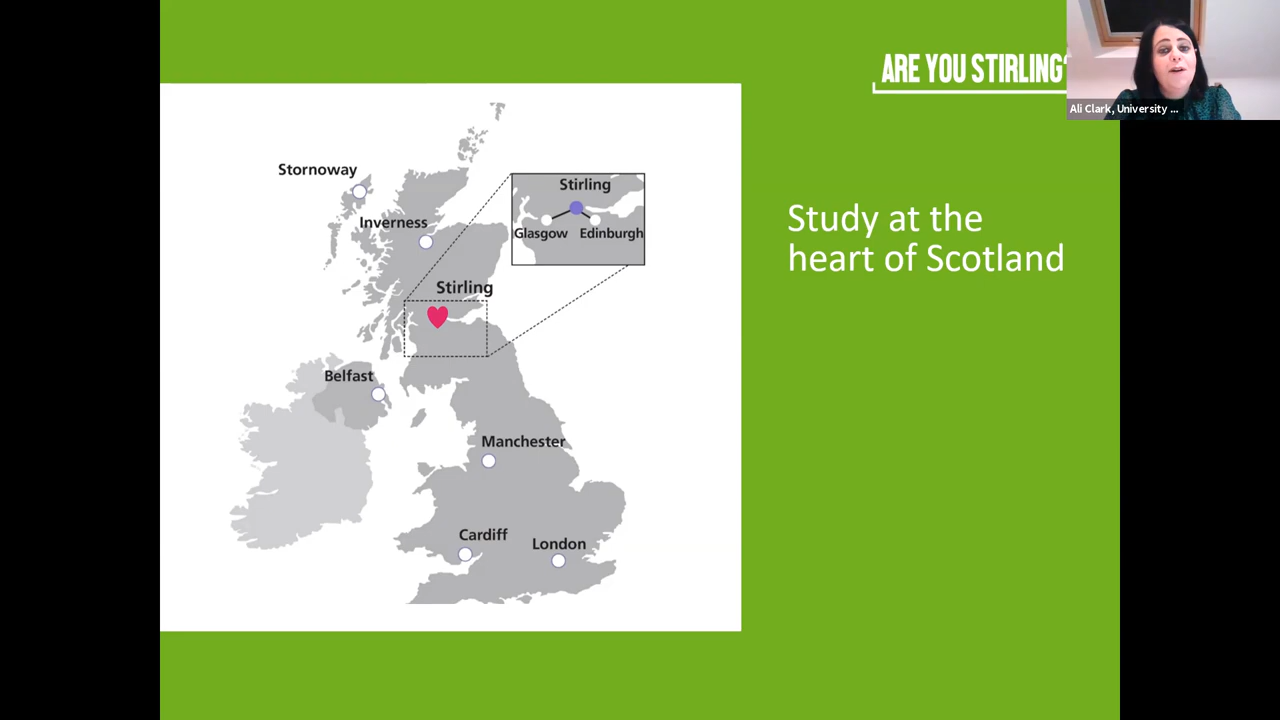 ARE YOU STIRLING?
Ali Clark, University ...
Study at the
heart of Scotland
Stornoway
Inverness
Stirling
Glasgow
Edinburgh
Stirling
Belfast
Manchester
Cardiff
London